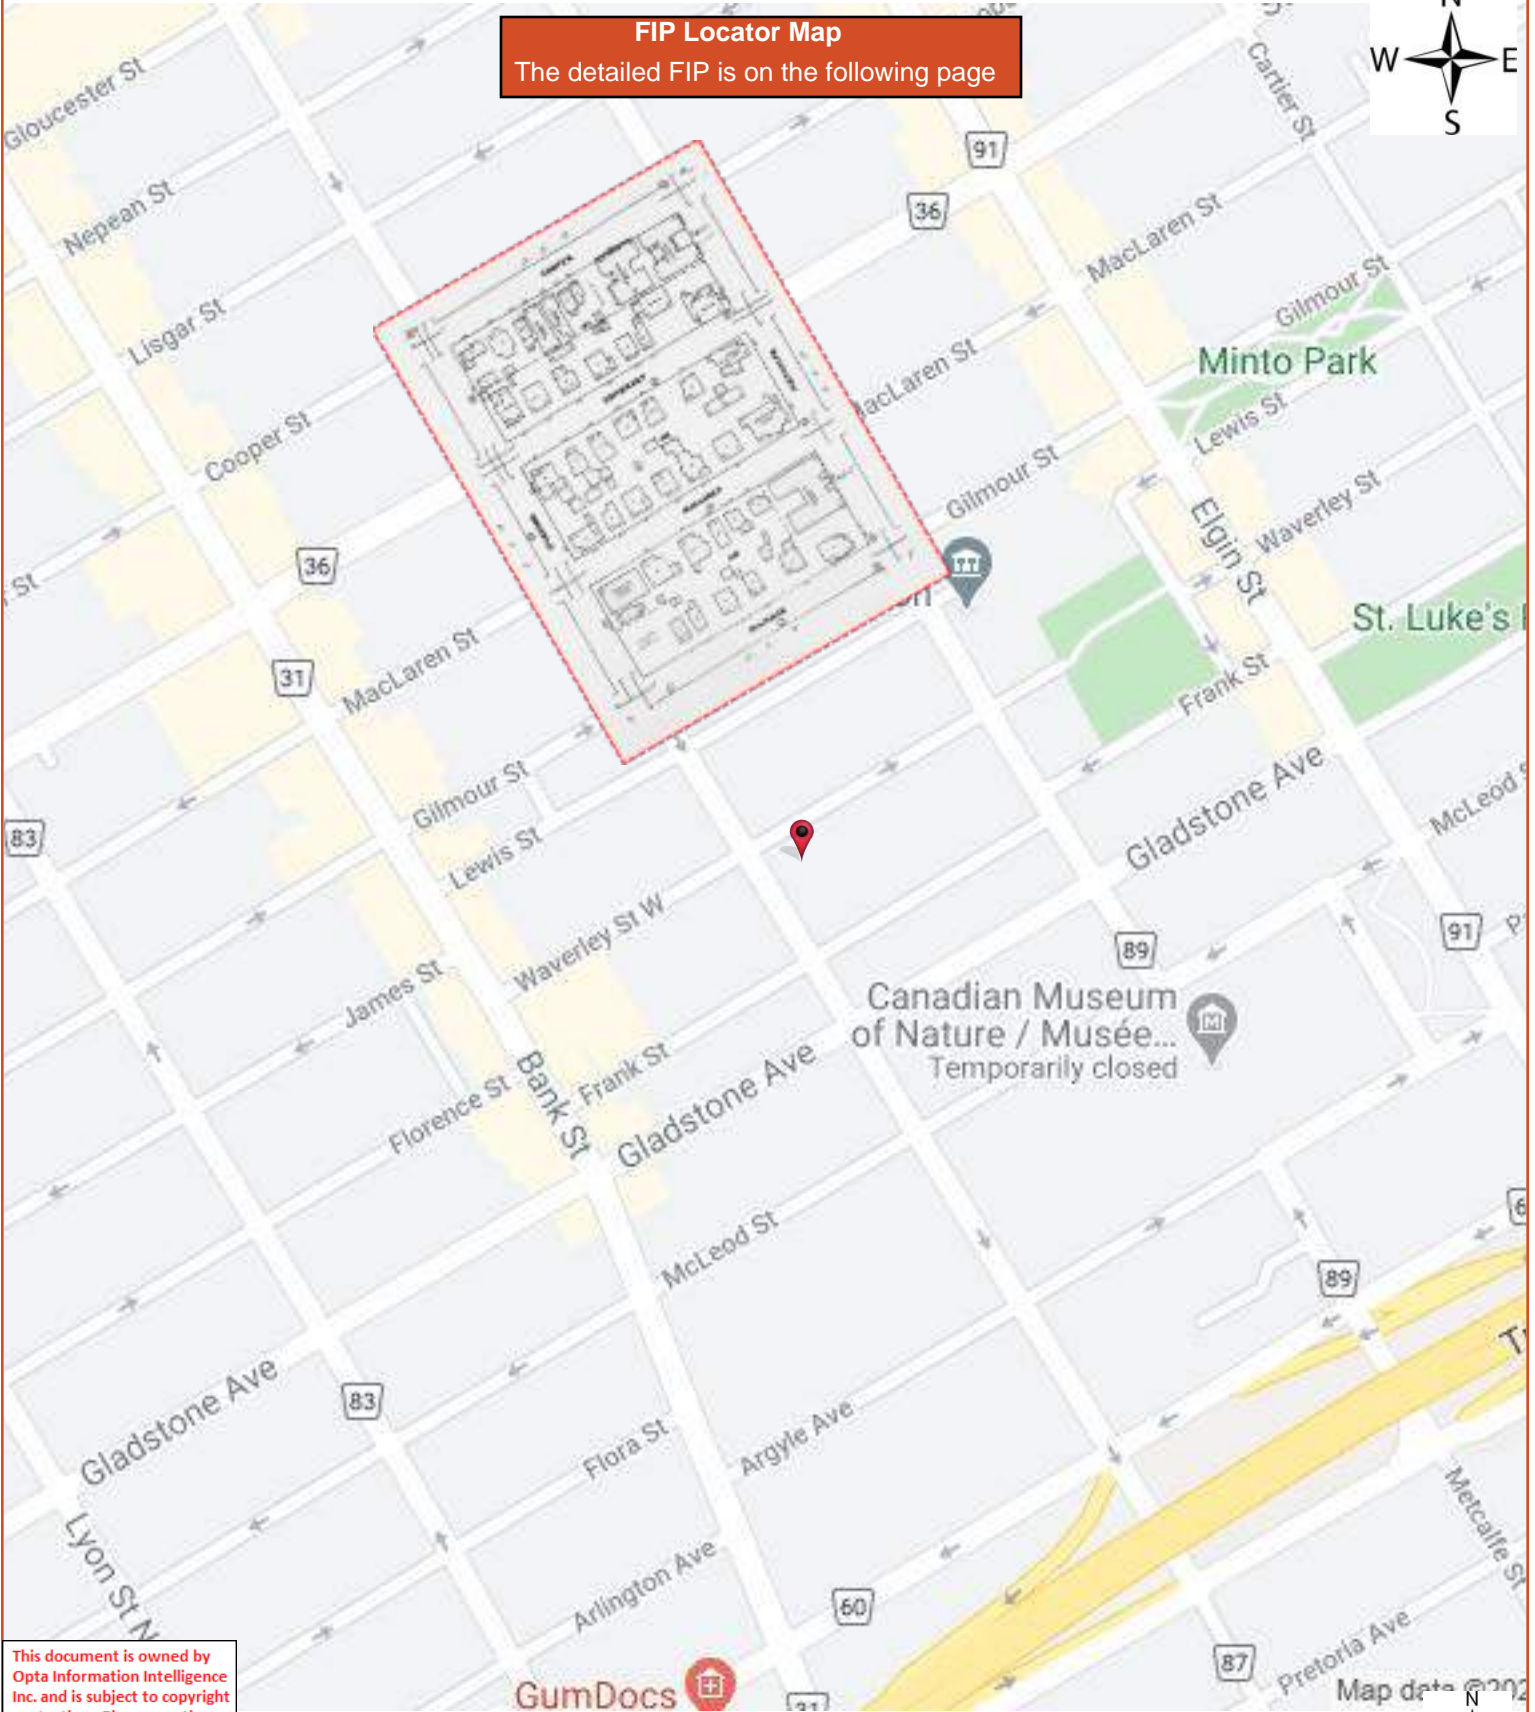 FIP Locator Map
The detailed FIP is on the following page
N
W
E
S
Gloucester St
Cartier St
91
Nepean St
36
MacLaren St
Lisgar St
Gilmour St
Minto Park
MacLaren St
Lewis St
Cooper St
Gilmour St
Waverley St
Elgin St
36
St
St. Luke's
31
MacLaren St
Frank St
Gilmour St
Gladstone Ave
McLeod
83
Lewis St
Waverley St W
91
89
James St
Canadian Museum
of Nature / Musée...
Temporarily closed
Bank St
Frank St
Florence St
Gladstone Ave
McLeod St
89
Gladstone Ave
83
Flora St
Argyle Ave
Lyon St N
Metcalfe St
Arlington Ave
60
87
Pretoria Ave
This document is owned by
Opta Information Intelligence
Inc. and is subject to copyright
GumDocs
31
Map data ©202
N